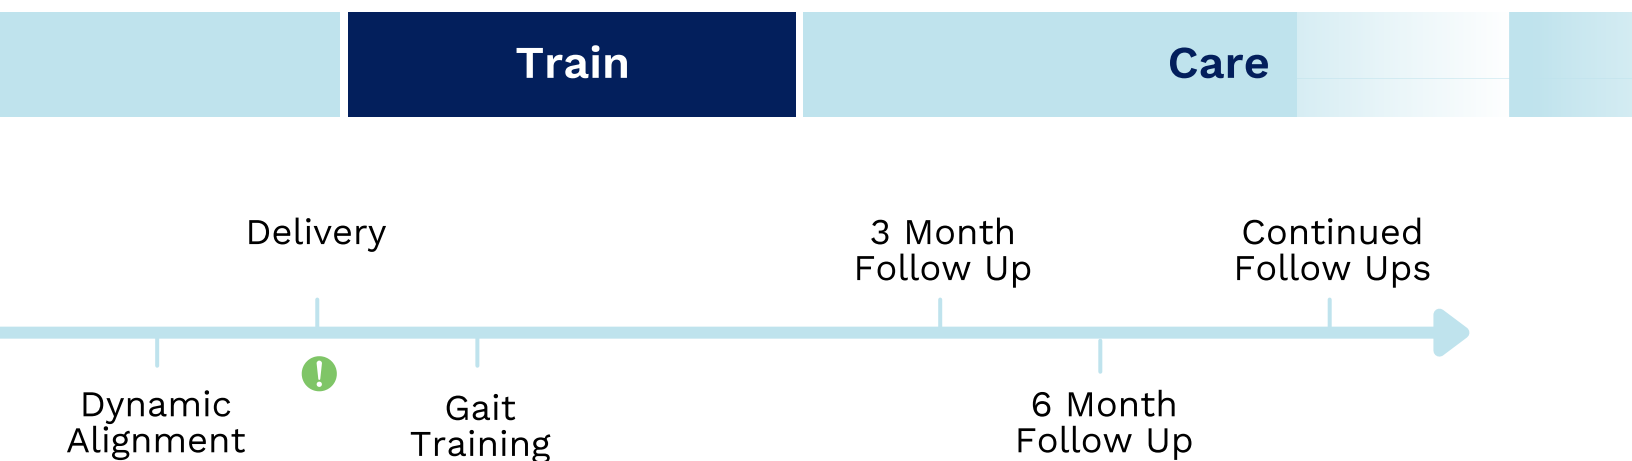 Train
Care
Delivery
3 Month
Follow Up
Continued
Follow Ups
!
Dynamic
Alignment
Gait
Training
6 Month
Follow Up